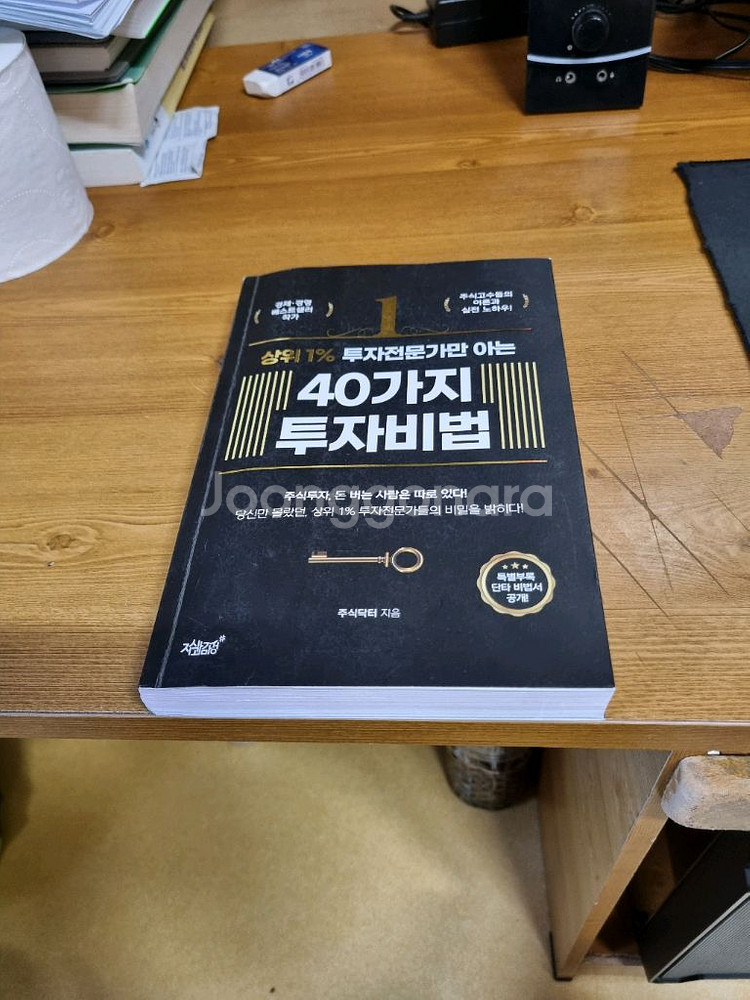 경제·경영
베스트셀러
작가
1
주식고수들의
이론과
실전 노하우!
상위 1% 투자전문가만 아는
40가지
투자비법
주식투자, 돈 버는 사람은 따로 있다!
당신만 몰랐던, 상위 1% 투자전문가들의 비밀을 밝히다!
Joonggonara
특별부록
단타 비법서
공개!
주식닥터 지음
지식과감성#